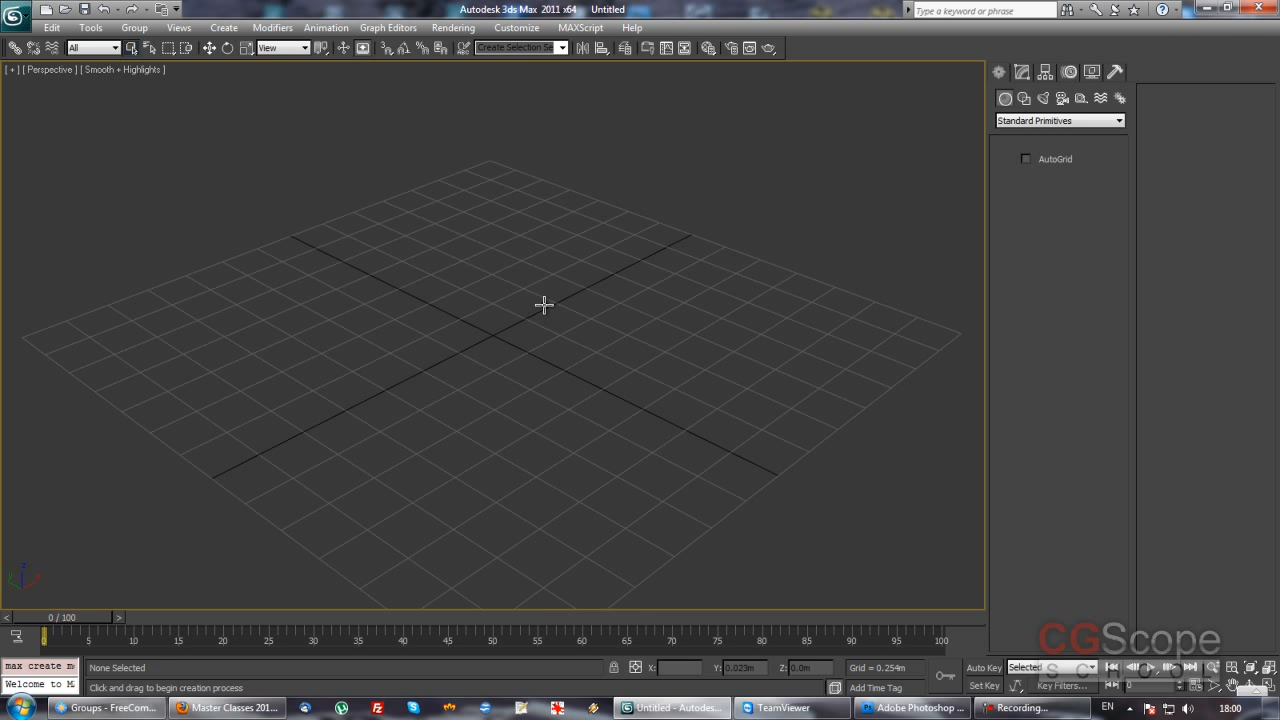 Autodesk 3ds Max 2011 x64 Untitled
Type a keyword or phrase
Edit Tools Group Views Create Modifiers Animation Graph Editors Rendering Customize MAXScript Help
All View Create Selection Se
[ + ] [ Perspective ] [ Smooth + Highlights ]
Standard Primitives
AutoGrid
z
0 / 100
0 5 10 15 20 25 30 35 40 45 50 55 60 65 70 75 80 85 90 95 100
CGScope
SCHOOL
max create m
None Selected
X: Y: 0.023m Z: 0.0m Grid = 0.254m
Auto Key Selected
Welcome to M
Click and drag to begin creation process
Add Time Tag
Set Key Key Filters... 0
Groups - FreeCom...
Master Classes 201...
Untitled - Autodes...
TeamViewer
Adobe Photoshop ...
Recording...
EN
18:00